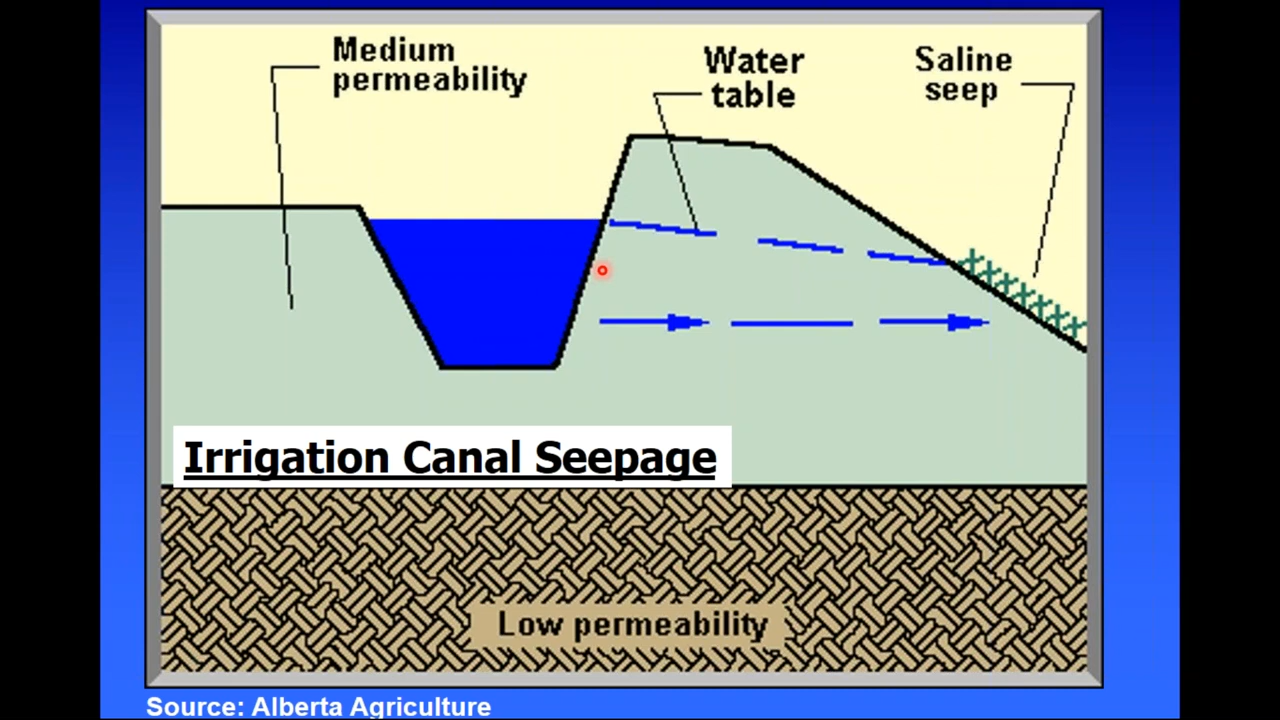 Medium
permeability
Water
table
Saline
seep
Irrigation Canal Seepage
Low permeability
Source: Alberta Agriculture